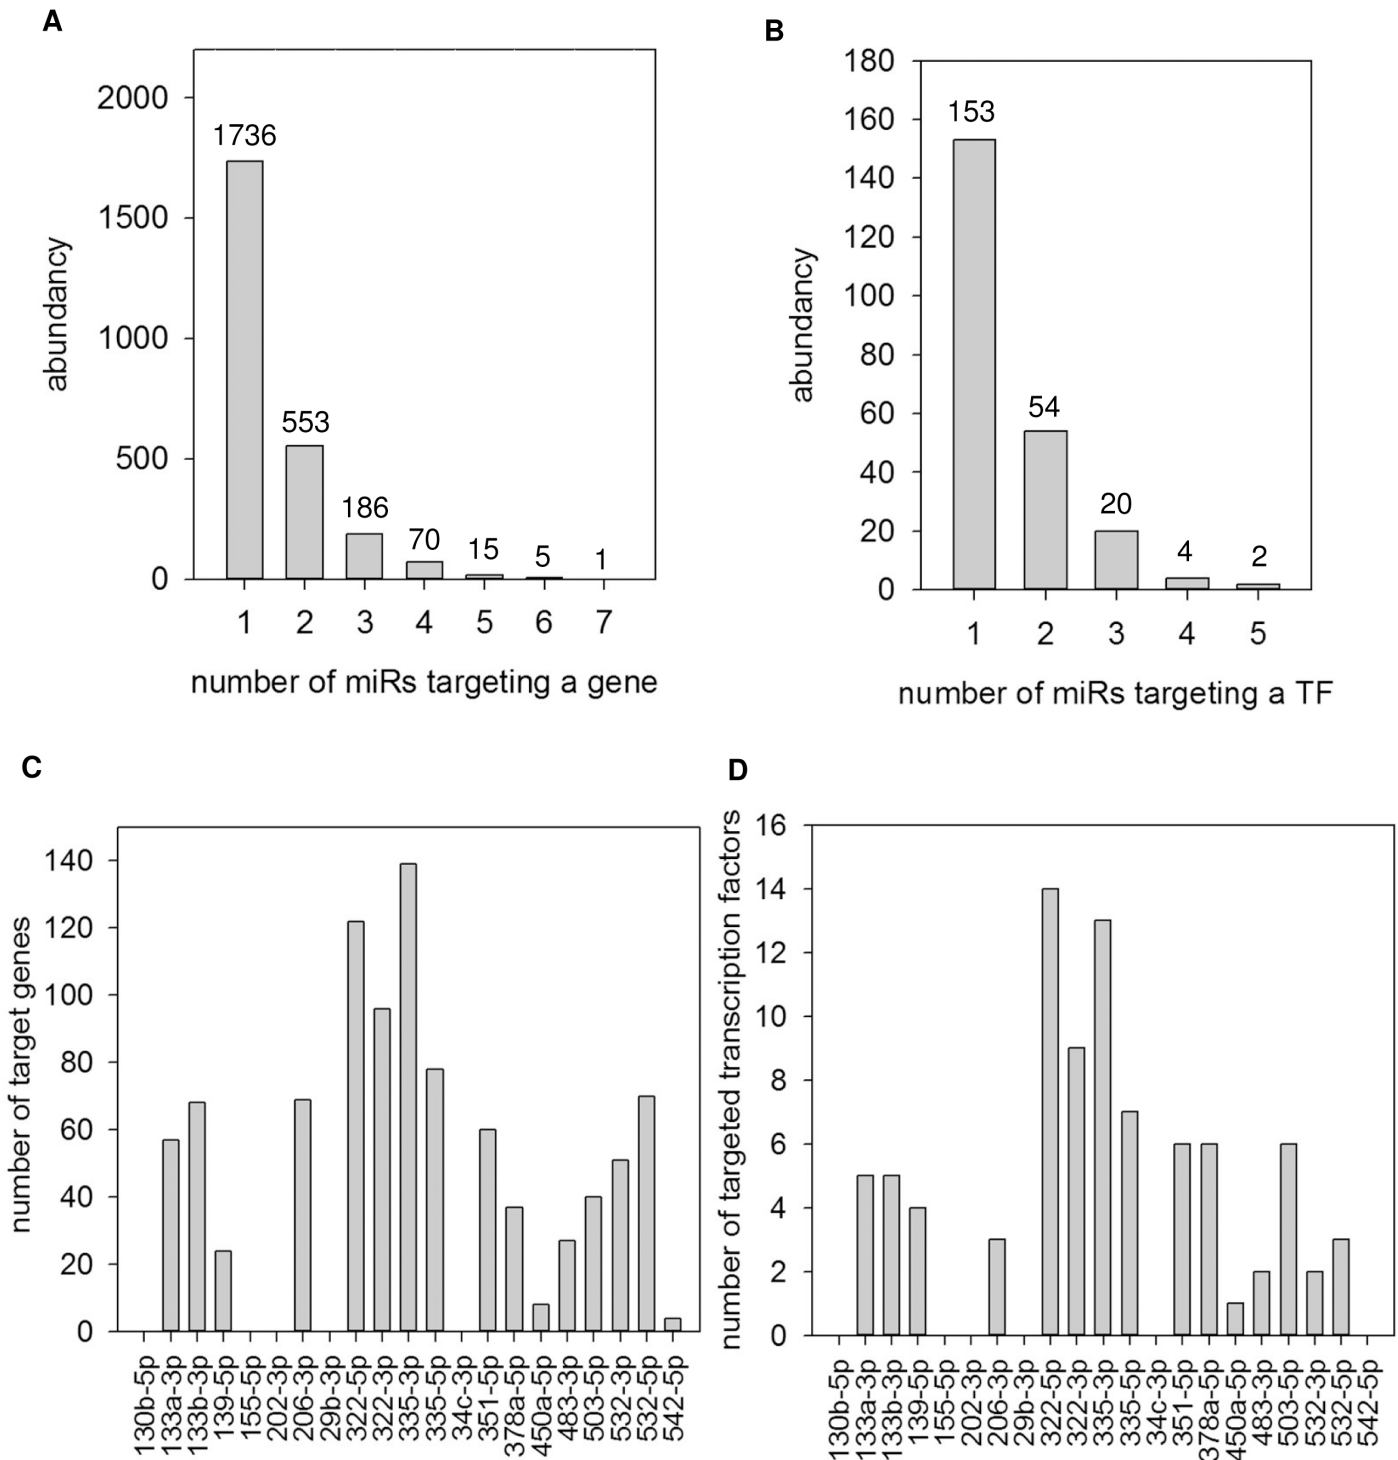 A
abundancy
2000
1500
1000
500
0
1736
553
186
70
15
5
1
1 2 3 4 5 6 7
number of miRs targeting a gene
B
abundancy
180
160
140
120
100
80
60
40
20
0
153
54
20
4
2
1 2 3 4 5
number of miRs targeting a TF
C
number of target genes
140
120
100
80
60
40
20
0
130b-5p
133a-3p
133b-3p
139-5p
155-5p
202-3p
206-3p
29b-3p
322-5p
322-3p
335-3p
335-5p
34c-3p
351-5p
378a-5p
450a-5p
483-3p
503-5p
532-3p
532-5p
542-5p
D
number of targeted transcription factors
16
14
12
10
8
6
4
2
0
130b-5p
133a-3p
133b-3p
139-5p
155-5p
202-3p
206-3p
29b-3p
322-5p
322-3p
335-3p
335-5p
34c-3p
351-5p
378a-5p
450a-5p
483-3p
503-5p
532-3p
532-5p
542-5p